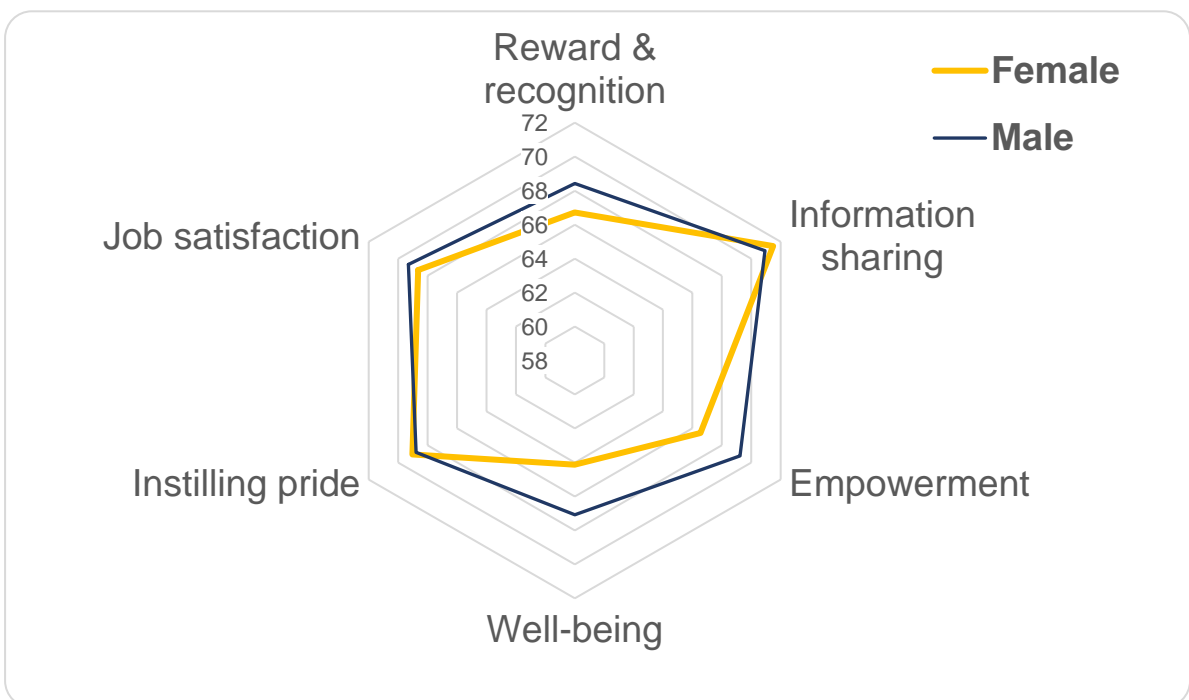 Reward &
recognition
Female
Male
72
70
68
66
64
62
60
58
Information
sharing
Job satisfaction
Instilling pride
Empowerment
Well-being